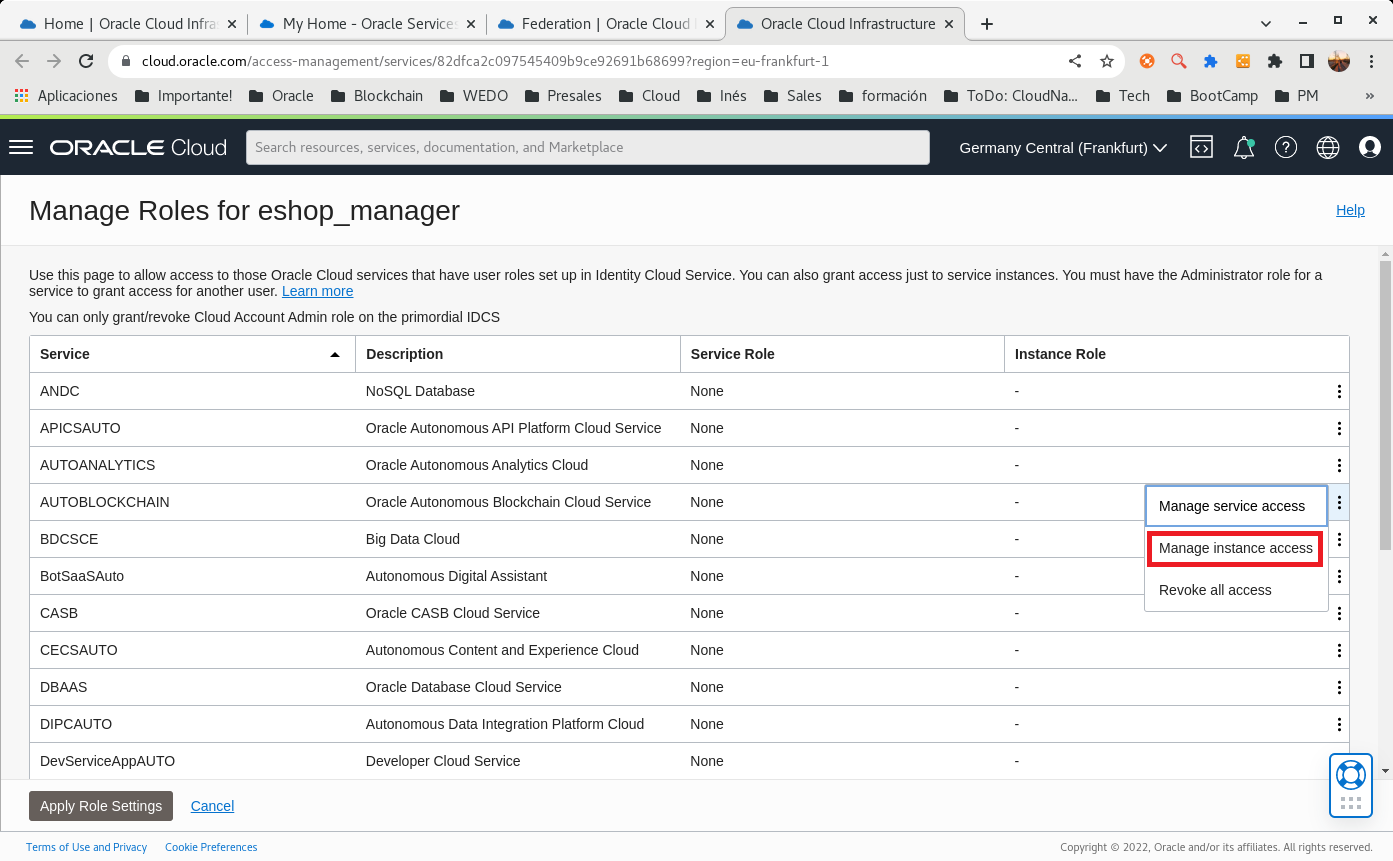 Home | Oracle Cloud Infras
My Home - Oracle Services
Federation | Oracle Cloud I
Oracle Cloud Infrastructure
cloud.oracle.com/access-management/services/82dfca2c097545409b9ce92691b68699?region=eu-frankfurt-1
Aplicaciones Importante! Oracle Blockchain WEDO Presales Cloud Inés Sales formación ToDo: CloudNa... Tech BootCamp PM »
ORACLE Cloud
Search resources, services, documentation, and Marketplace
Germany Central (Frankfurt)
Manage Roles for eshop_manager
Help
Use this page to allow access to those Oracle Cloud services that have user roles set up in Identity Cloud Service. You can also grant access just to service instances. You must have the Administrator role for a
service to grant access for another user. Learn more
You can only grant/revoke Cloud Account Admin role on the primordial IDCS
Service Description Service Role Instance Role
ANDC NoSQL Database None -
APICSAUTO Oracle Autonomous API Platform Cloud Service None -
AUTOANALYTICS Oracle Autonomous Analytics Cloud None -
AUTOBLOCKCHAIN Oracle Autonomous Blockchain Cloud Service None -
Manage service access
BDCSCE Big Data Cloud None -
Manage instance access
BotSaaSAuto Autonomous Digital Assistant None -
Revoke all access
CASB Oracle CASB Cloud Service None -
CECSAUTO Autonomous Content and Experience Cloud None -
DBAAS Oracle Database Cloud Service None -
DIPCAUTO Autonomous Data Integration Platform Cloud None -
DevServiceAppAUTO Developer Cloud Service None -
Apply Role Settings Cancel
Terms of Use and Privacy Cookie Preferences
Copyright © 2022, Oracle and/or its affiliates. All rights reserved.